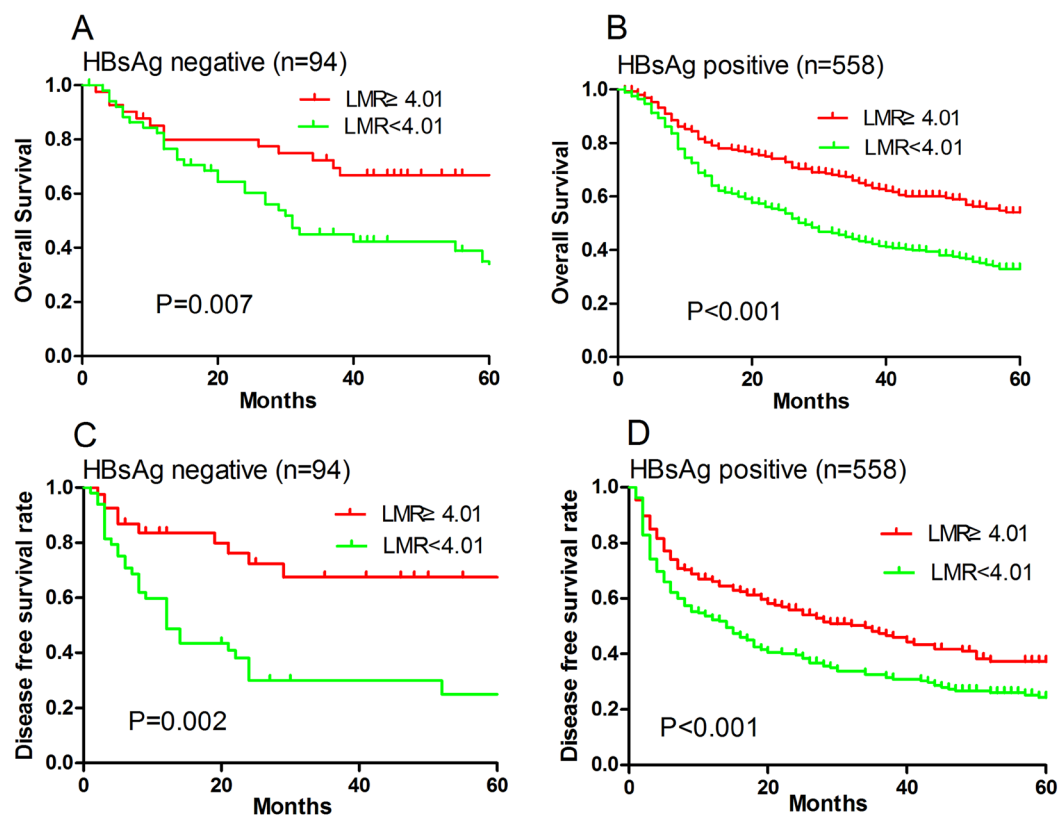 A
HBsAg negative (n=94)
1.0
0.8
0.6
0.4
0.2
0.0
Overall Survival
LMR≥ 4.01
LMR<4.01
P=0.007
0
20
40
60
Months
B
HBsAg positive (n=558)
1.0
0.8
0.6
0.4
0.2
0.0
Overall Survival
LMR≥ 4.01
LMR<4.01
P<0.001
0
20
40
60
Months
C
HBsAg negative (n=94)
1.0
0.8
0.6
0.4
0.2
0.0
Disease free survival rate
LMR≥ 4.01
LMR<4.01
P=0.002
0
20
40
60
Months
D
HBsAg positive (n=558)
1.0
0.8
0.6
0.4
0.2
0.0
Disease free survival rate
LMR≥ 4.01
LMR<4.01
P<0.001
0
20
40
60
Months